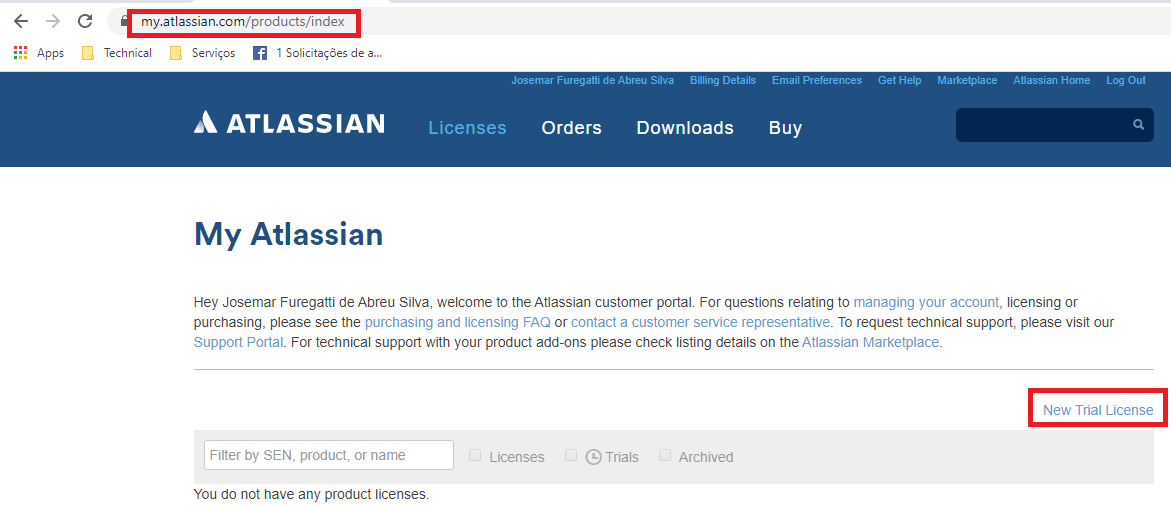 my.atlassian.com/products/index
Apps Technical Serviços 1 Solicitações de a...
Josemar Furegatti de Abreu Silva Billing Details Email Preferences Get Help Marketplace Atlassian Home Log Out
ATLASSIAN Licenses Orders Downloads Buy
My Atlassian
Hey Josemar Furegatti de Abreu Silva, welcome to the Atlassian customer portal. For questions relating to managing your account, licensing or
purchasing, please see the purchasing and licensing FAQ or contact a customer service representative. To request technical support, please visit our
Support Portal. For technical support with your product add-ons please check listing details on the Atlassian Marketplace.
New Trial License
Filter by SEN, product, or name Licenses Trials Archived
You do not have any product licenses.